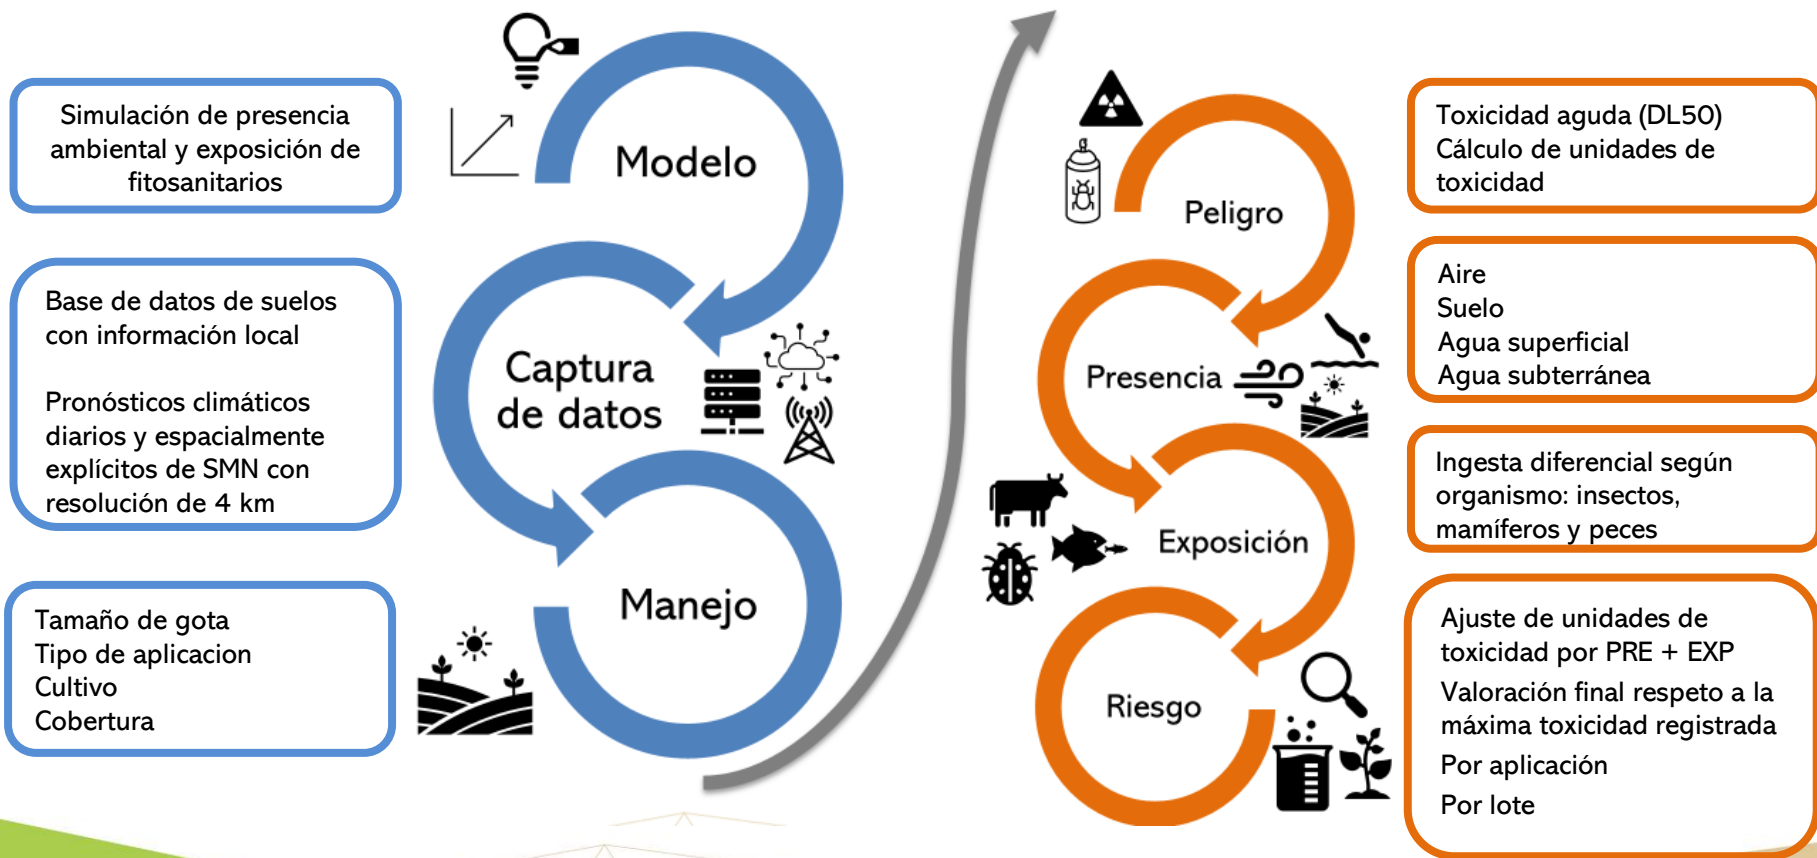 Simulación de presencia
ambiental y exposición de
fitosanitarios
Modelo
Base de datos de suelos
con información local
Pronósticos climáticos
diarios y espacialmente
explícitos de SMN con
resolución de 4 km
Captura
de datos
Tamaño de gota
Tipo de aplicacion
Cultivo
Cobertura
Manejo
Peligro
Toxicidad aguda (DL50)
Cálculo de unidades de
toxicidad
Presencia
Aire
Suelo
Agua superficial
Agua subterránea
Exposición
Ingesta diferencial según
organismo: insectos,
mamíferos y peces
Riesgo
Ajuste de unidades de
toxicidad por PRE + EXP
Valoración final respeto a la
máxima toxicidad registrada
Por aplicación
Por lote